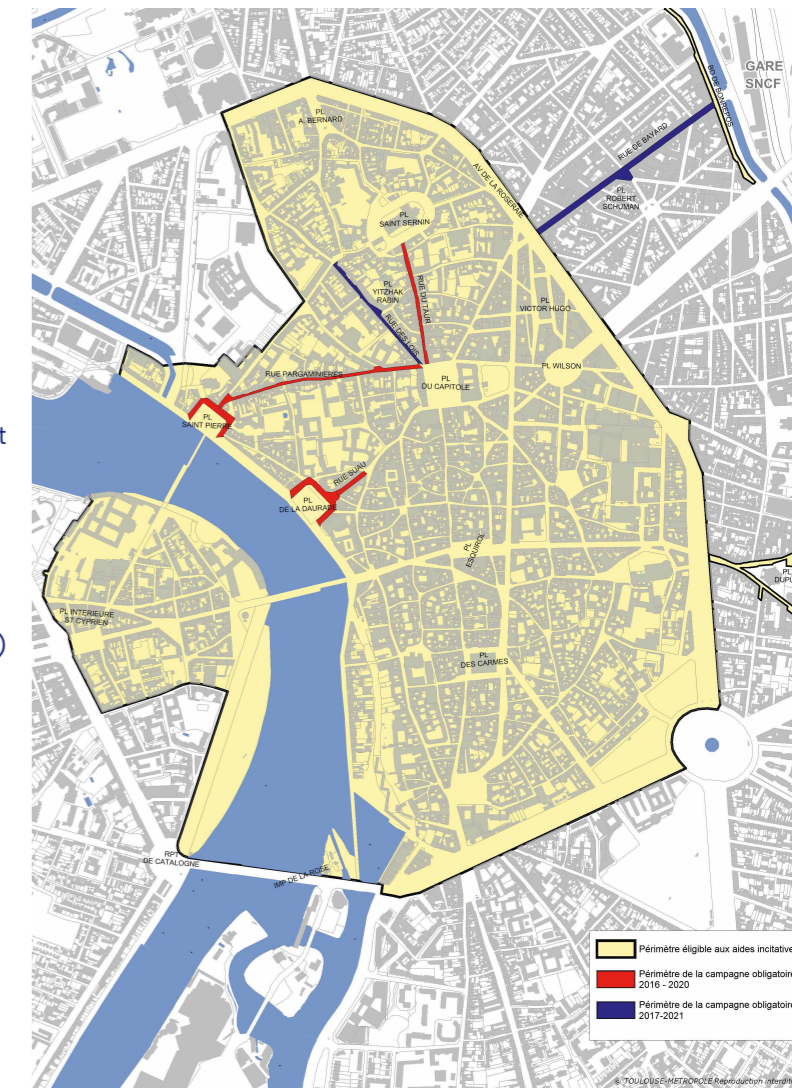 GARE
SNCF
BD DE BONREPOS
RUE DE BAYARD
PL
A. BERNARD
AV DE LA ROSERAIE
PL
ROBERT
SCHUMAN
PL
SAINT SERNIN
PL
YITZHAK
RABIN
RUE DU TAUR
RUE DES LOIS
PL
VICTOR HUGO
PL WILSON
RUE PARGAMINIERES
PL
DU CAPITOLE
PL
SAINT PIERRE
t
RUE SUAU
PL
DE LA DAURADE
PL
ESQUIROL
PL
DUPU
PL INTERIEURE
ST CYPRIEN
)
PL
DES CARMES
RPT
DE CATALOGNE
IMP DE LA ROSE
Périmètre éligible aux aides incitative
Périmètre de la campagne obligatoire
2016 - 2020
Périmètre de la campagne obligatoire
2017-2021
© TOULOUSE-METROPOLE Reproduction interdite